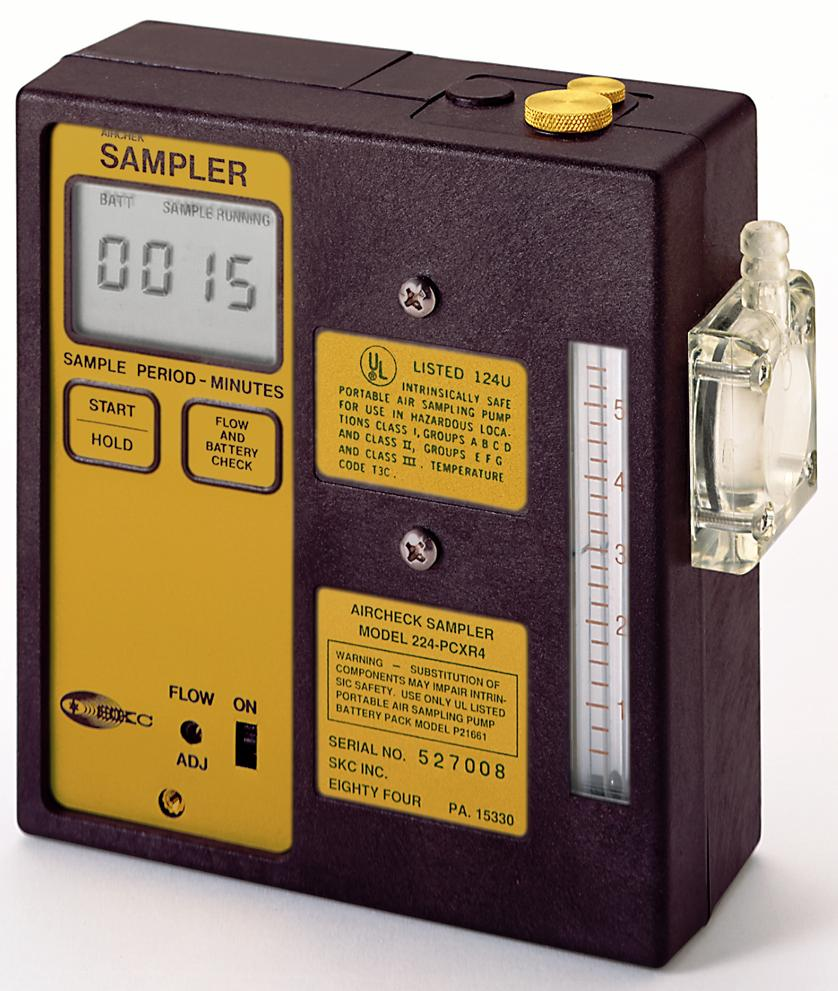 AIRCHEK
SAMPLER
BATT SAMPLE RUNNING
0015
SAMPLE PERIOD - MINUTES
START
HOLD
FLOW
AND
BATTERY
CHECK
FLOW ON
ADJ
UL LISTED 124U
INTRINSICALLY SAFE
PORTABLE AIR SAMPLING PUMP
FOR USE IN HAZARDOUS LOCA-
TIONS CLASS I, GROUPS A B C D
AND CLASS II, GROUPS E F G
AND CLASS III. TEMPERATURE
CODE T3C.
AIRCHECK SAMPLER
MODEL 224-PCXR4
WARNING — SUBSTITUTION OF
COMPONENTS MAY IMPAIR INTRIN-
SIC SAFETY. USE ONLY UL LISTED
PORTABLE AIR SAMPLING PUMP
BATTERY PACK MODEL P21661
SERIAL NO. 527008
SKC INC.
EIGHTY FOUR PA. 15330
5
4
3
2
1